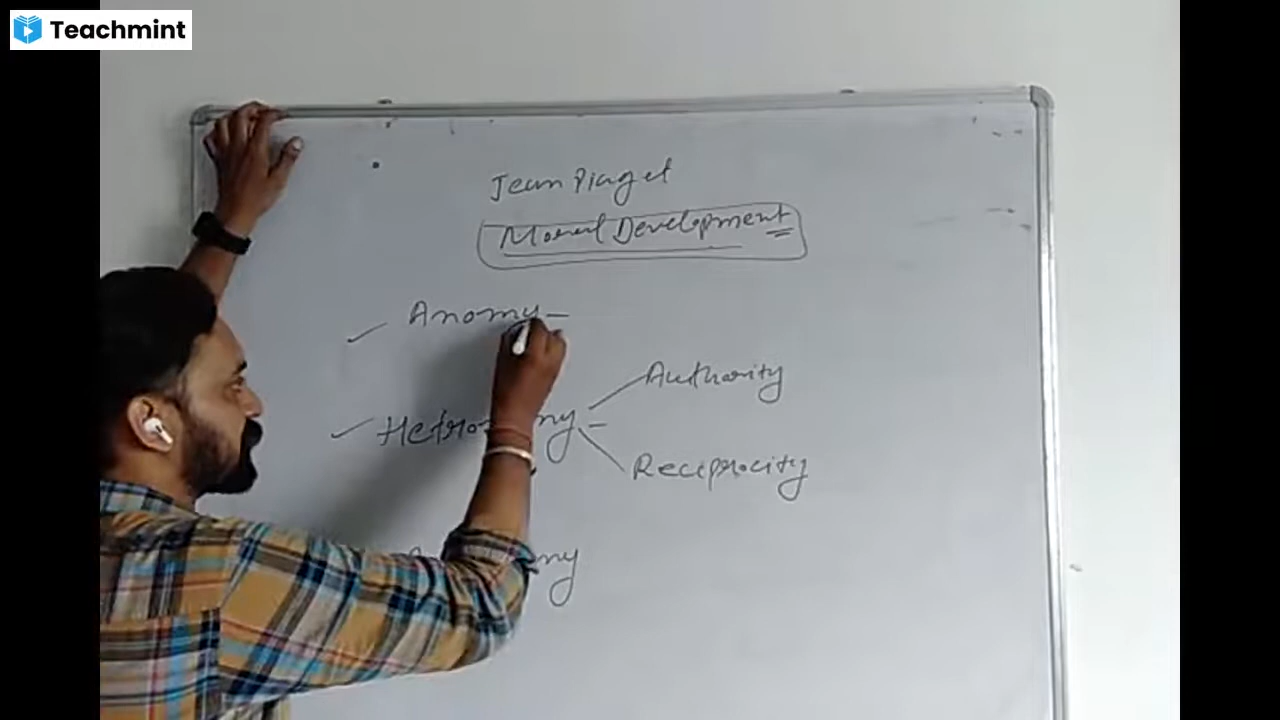 Teachmint
Jean Piaget
Moral Development
Anomy -
Authority
Reciprocity